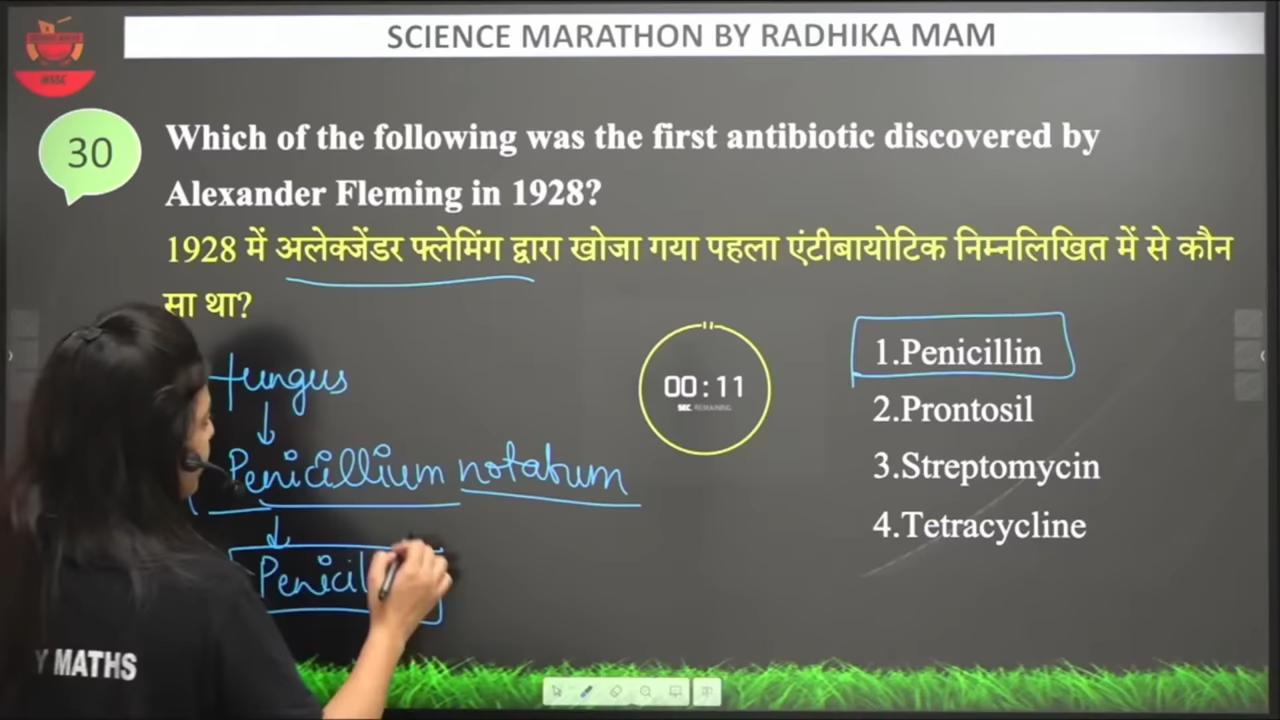 SCIENCE MARATHON BY RADHIKA MAM
30
Which of the following was the first antibiotic discovered by
Alexander Fleming in 1928?
1928 में अलेक्जेंडर फ्लेमिंग द्वारा खोजा गया पहला एंटीबायोटिक निम्नलिखित में से कौन
सा था?
fungus
Penicillium notatum
Penicil
00:11
SEC REMAINING
1.Penicillin
2.Prontosil
3.Streptomycin
4.Tetracycline
Y MATHS